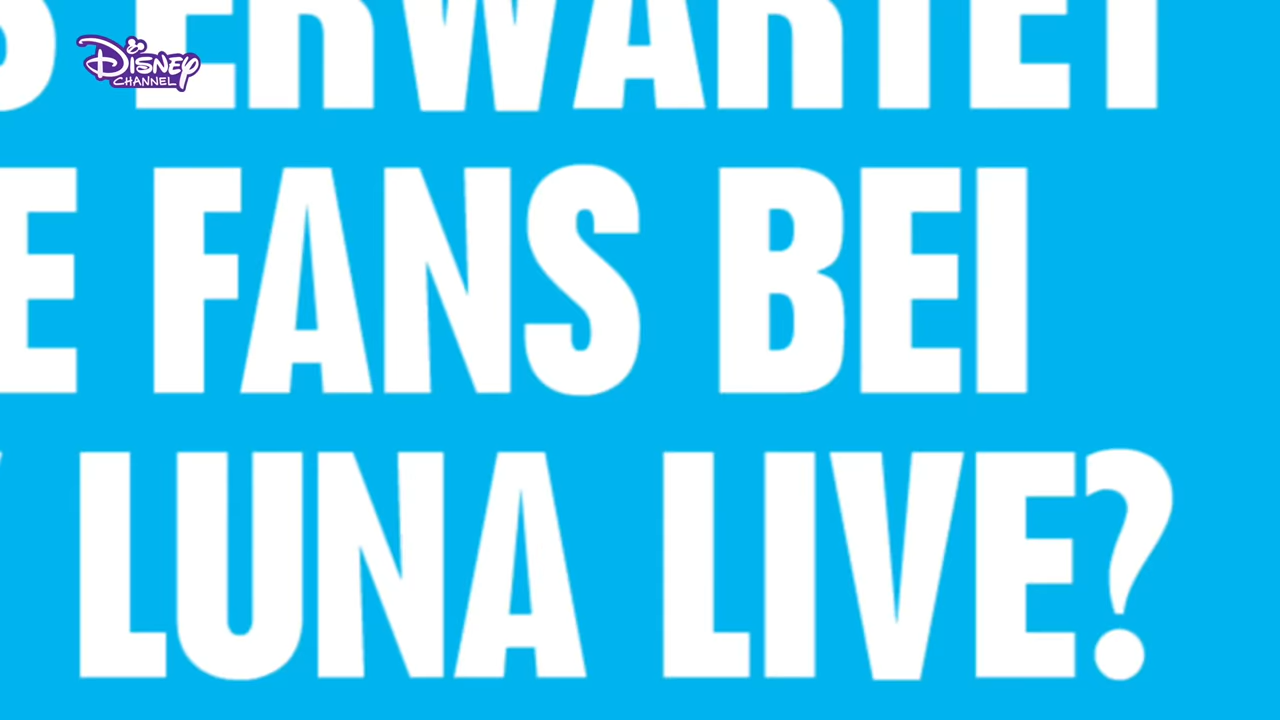 Disney
CHANNEL
S ERWARTET
E FANS BEI
LUNA LIVE?